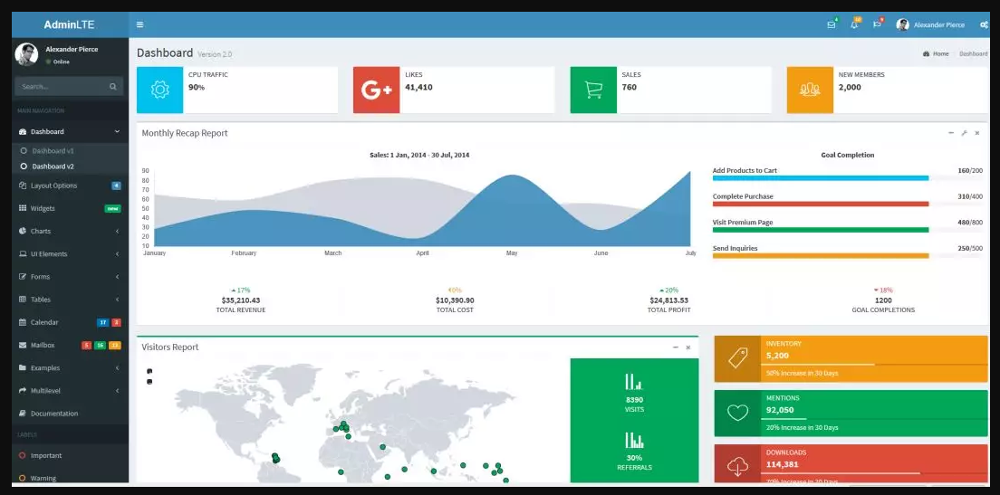 AdminLTE
Alexander Pierce
Alexander Pierce
Online
Search...
MAIN NAVIGATION
Dashboard
Dashboard v1
Dashboard v2
Layout Options 4
Widgets new
Charts
UI Elements
Forms
Tables
Calendar 17 3
Mailbox 5 16 12
Examples
Multilevel
Documentation
LABELS
Important
Warning
Dashboard Version 2.0
Home Dashboard
CPU TRAFFIC
90%
G+
LIKES
41,410
SALES
760
NEW MEMBERS
2,000
Monthly Recap Report
Sales: 1 Jan, 2014 - 30 Jul, 2014
90
80
70
60
50
40
30
20
10
January February March April May June July
Goal Completion
Add Products to Cart 160/200
Complete Purchase 310/400
Visit Premium Page 480/800
Send Inquiries 250/500
17%
$35,210.43
TOTAL REVENUE
0%
$10,390.90
TOTAL COST
20%
$24,813.53
TOTAL PROFIT
18%
1200
GOAL COMPLETIONS
Visitors Report
8390
VISITS
30%
REFERRALS
INVENTORY
5,200
50% Increase in 30 Days
MENTIONS
92,050
20% Increase in 30 Days
DOWNLOADS
114,381
70% Increase in 30 Days